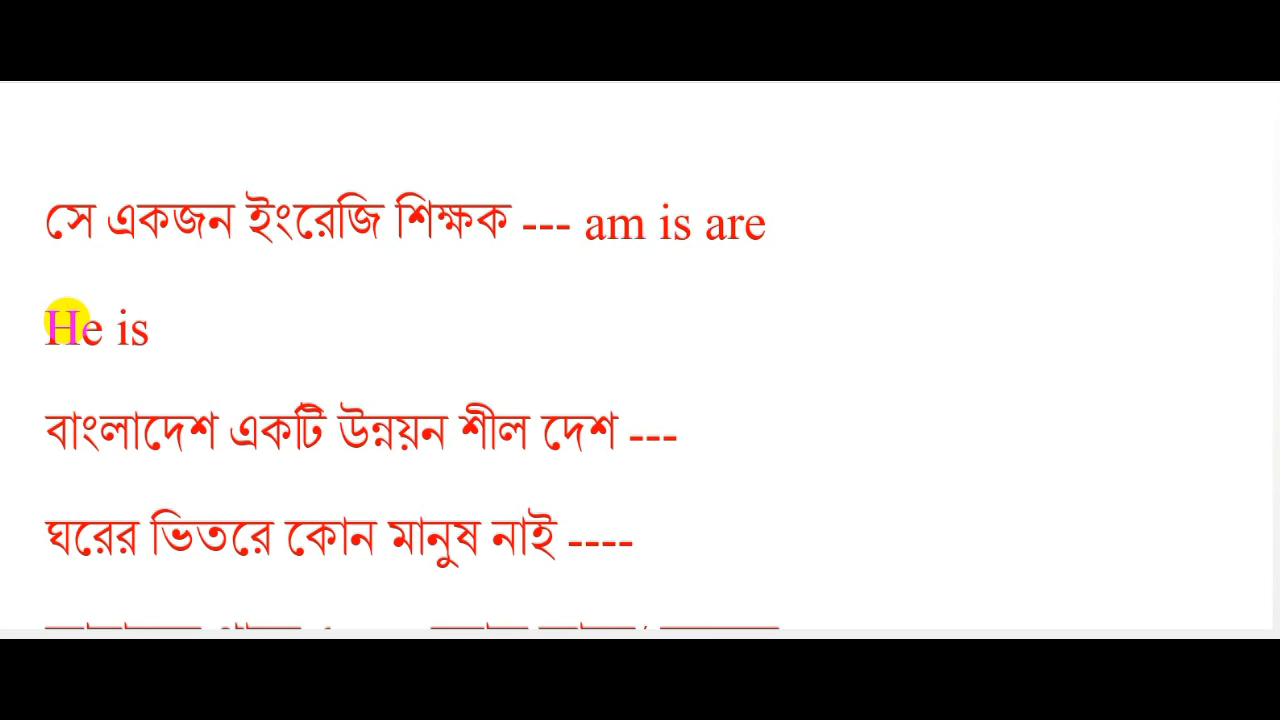 সে একজন ইংরেজি শিক্ষক --- am is are
He is
বাংলাদেশ একটি উন্নয়ন শীল দেশ ---
ঘরের ভিতরে কোন মানুষ নাই ----